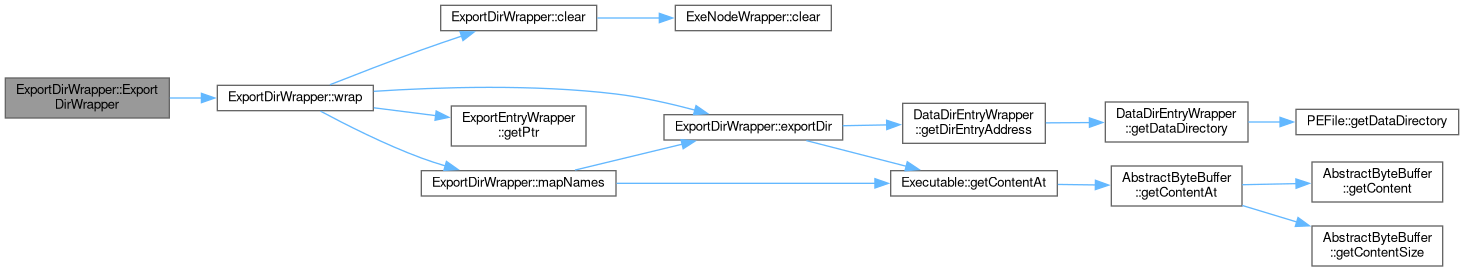 ExportDirWrapper::Export
DirWrapper
ExportDirWrapper::wrap
ExportDirWrapper::clear
ExeNodeWrapper::clear
ExportEntryWrapper
::getPtr
ExportDirWrapper::mapNames
ExportDirWrapper::exportDir
DataDirEntryWrapper
::getDirEntryAddress
DataDirEntryWrapper
::getDataDirectory
PEFile::getDataDirectory
Executable::getContentAt
AbstractByteBuffer
::getContentAt
AbstractByteBuffer
::getContent
AbstractByteBuffer
::getContentSize